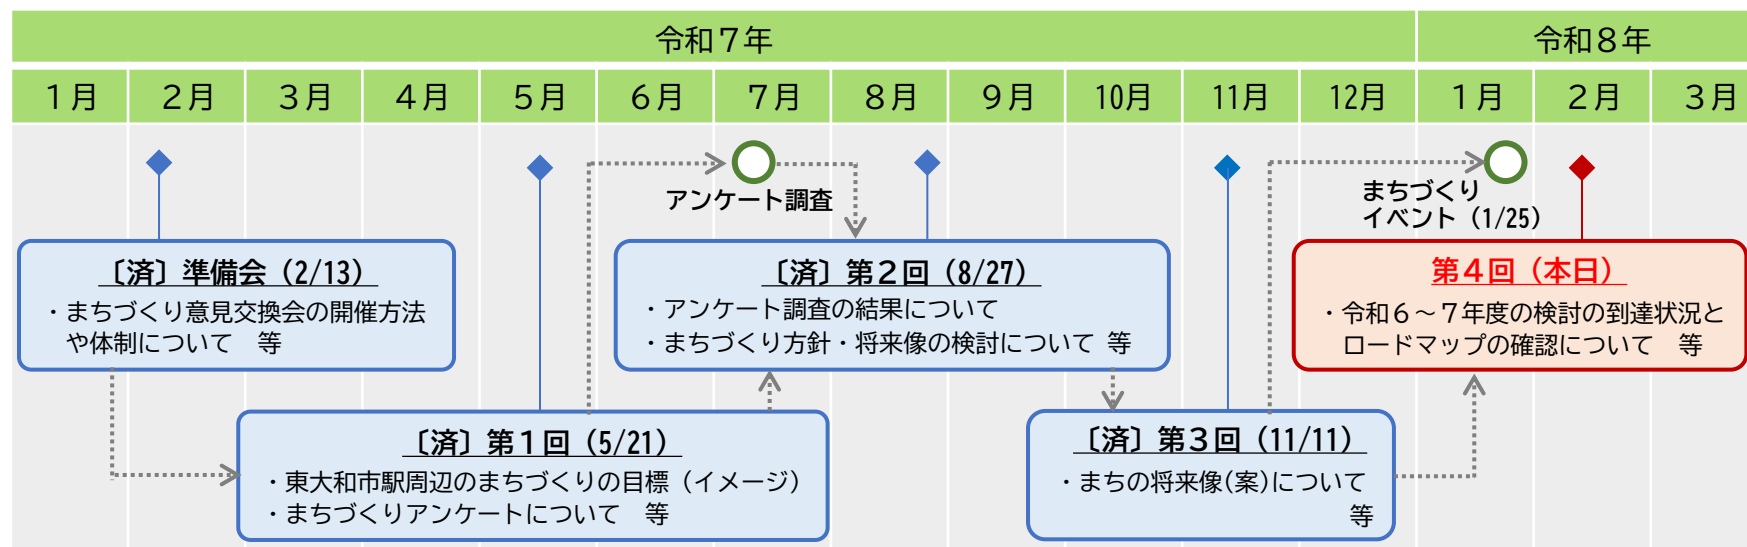 令和７年
令和８年
１月 ２月 ３月 ４月 ５月 ６月 ７月 ８月 ９月 10月 11月 12月 １月 ２月 ３月
アンケート調査
まちづくり
イベント（1/25）
〔済〕準備会（2/13）
・まちづくり意見交換会の開催方法
や体制について　等
〔済〕第２回（8/27）
・アンケート調査の結果について
・まちづくり方針・将来像の検討について 等
第４回（本日）
・令和６～７年度の検討の到達状況と
ロードマップの確認について　等
〔済〕第１回（5/21）
・東大和市駅周辺のまちづくりの目標（イメージ）
・まちづくりアンケートについて　等
〔済〕第３回（11/11）
・まちの将来像(案)について
等